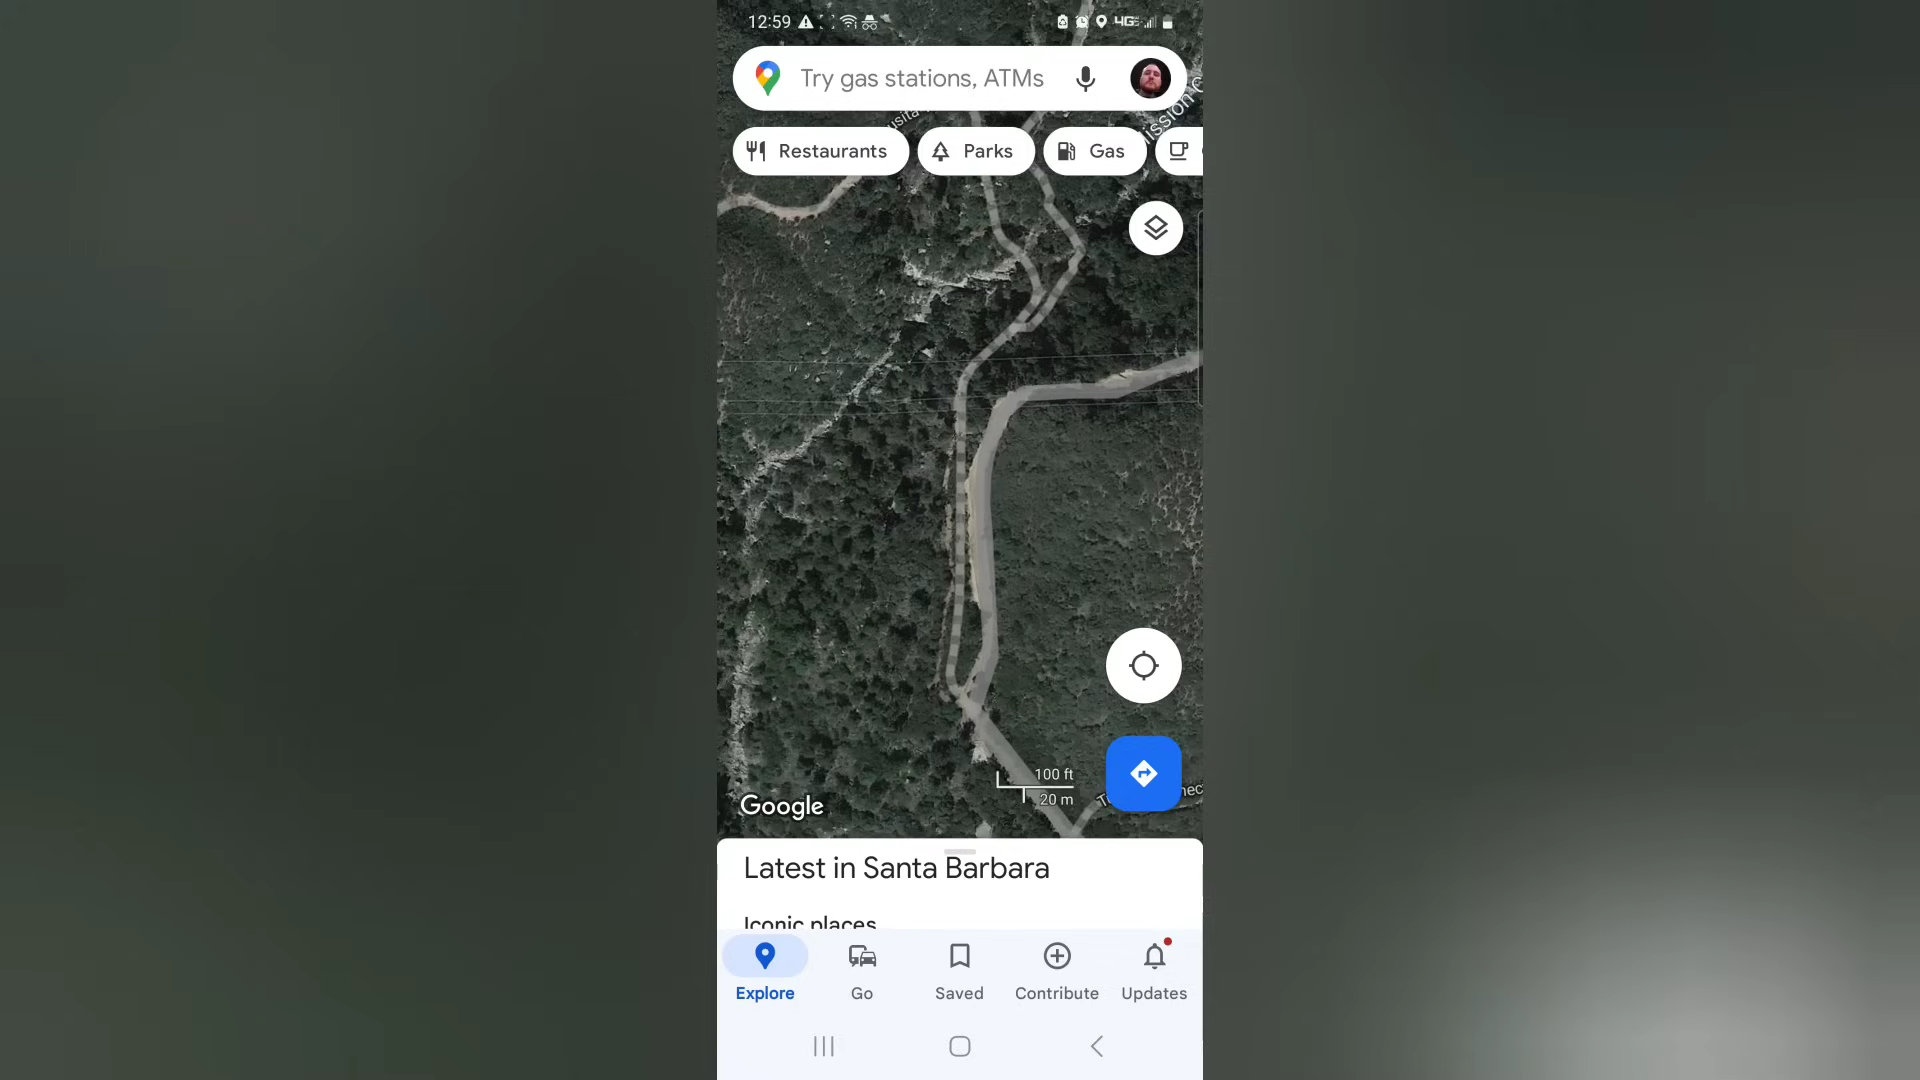 12:59
4G
Try gas stations, ATMs
Restaurants
Parks
Gas
100 ft
20 m
Google
Latest in Santa Barbara
Iconic places
Explore
Go
Saved
Contribute
Updates